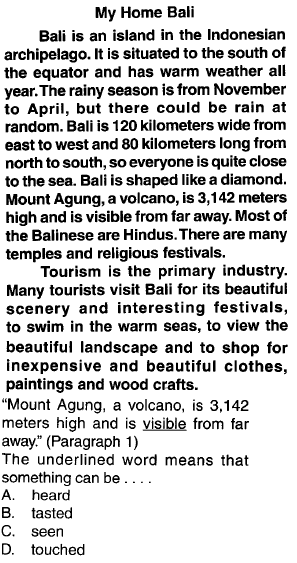 My Home Bali
Bali is an island in the Indonesian
archipelago. It is situated to the south of
the equator and has warm weather all
year. The rainy season is from November
to April, but there could be rain at
random. Bali is 120 kilometers wide from
east to west and 80 kilometers long from
north to south, so everyone is quite close
to the sea. Bali is shaped like a diamond.
Mount Agung, a volcano, is 3,142 meters
high and is visible from far away. Most of
the Balinese are Hindus. There are many
temples and religious festivals.
Tourism is the primary industry.
Many tourists visit Bali for its beautiful
scenery and interesting festivals,
to swim in the warm seas, to view the
beautiful landscape and to shop for
inexpensive and beautiful clothes,
paintings and wood crafts.
“Mount Agung, a volcano, is 3,142
meters high and is visible from far
away.” (Paragraph 1)
The underlined word means that
something can be . . . .
A. heard
B. tasted
C. seen
D. touched